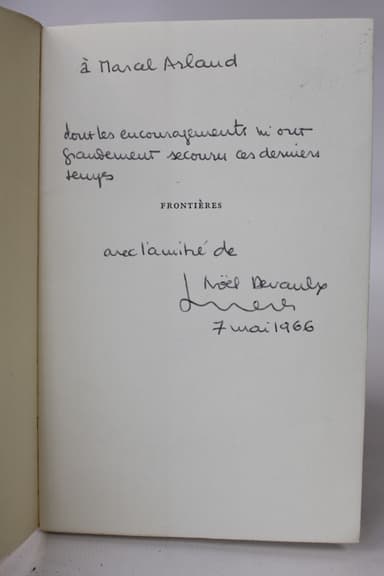 à Marcel Arland
dont les encouragements m'ont
grandement secouru ces derniers
temps
FRONTIÈRES
avec l'amitié de
Noël Devaulx
7 mai 1966